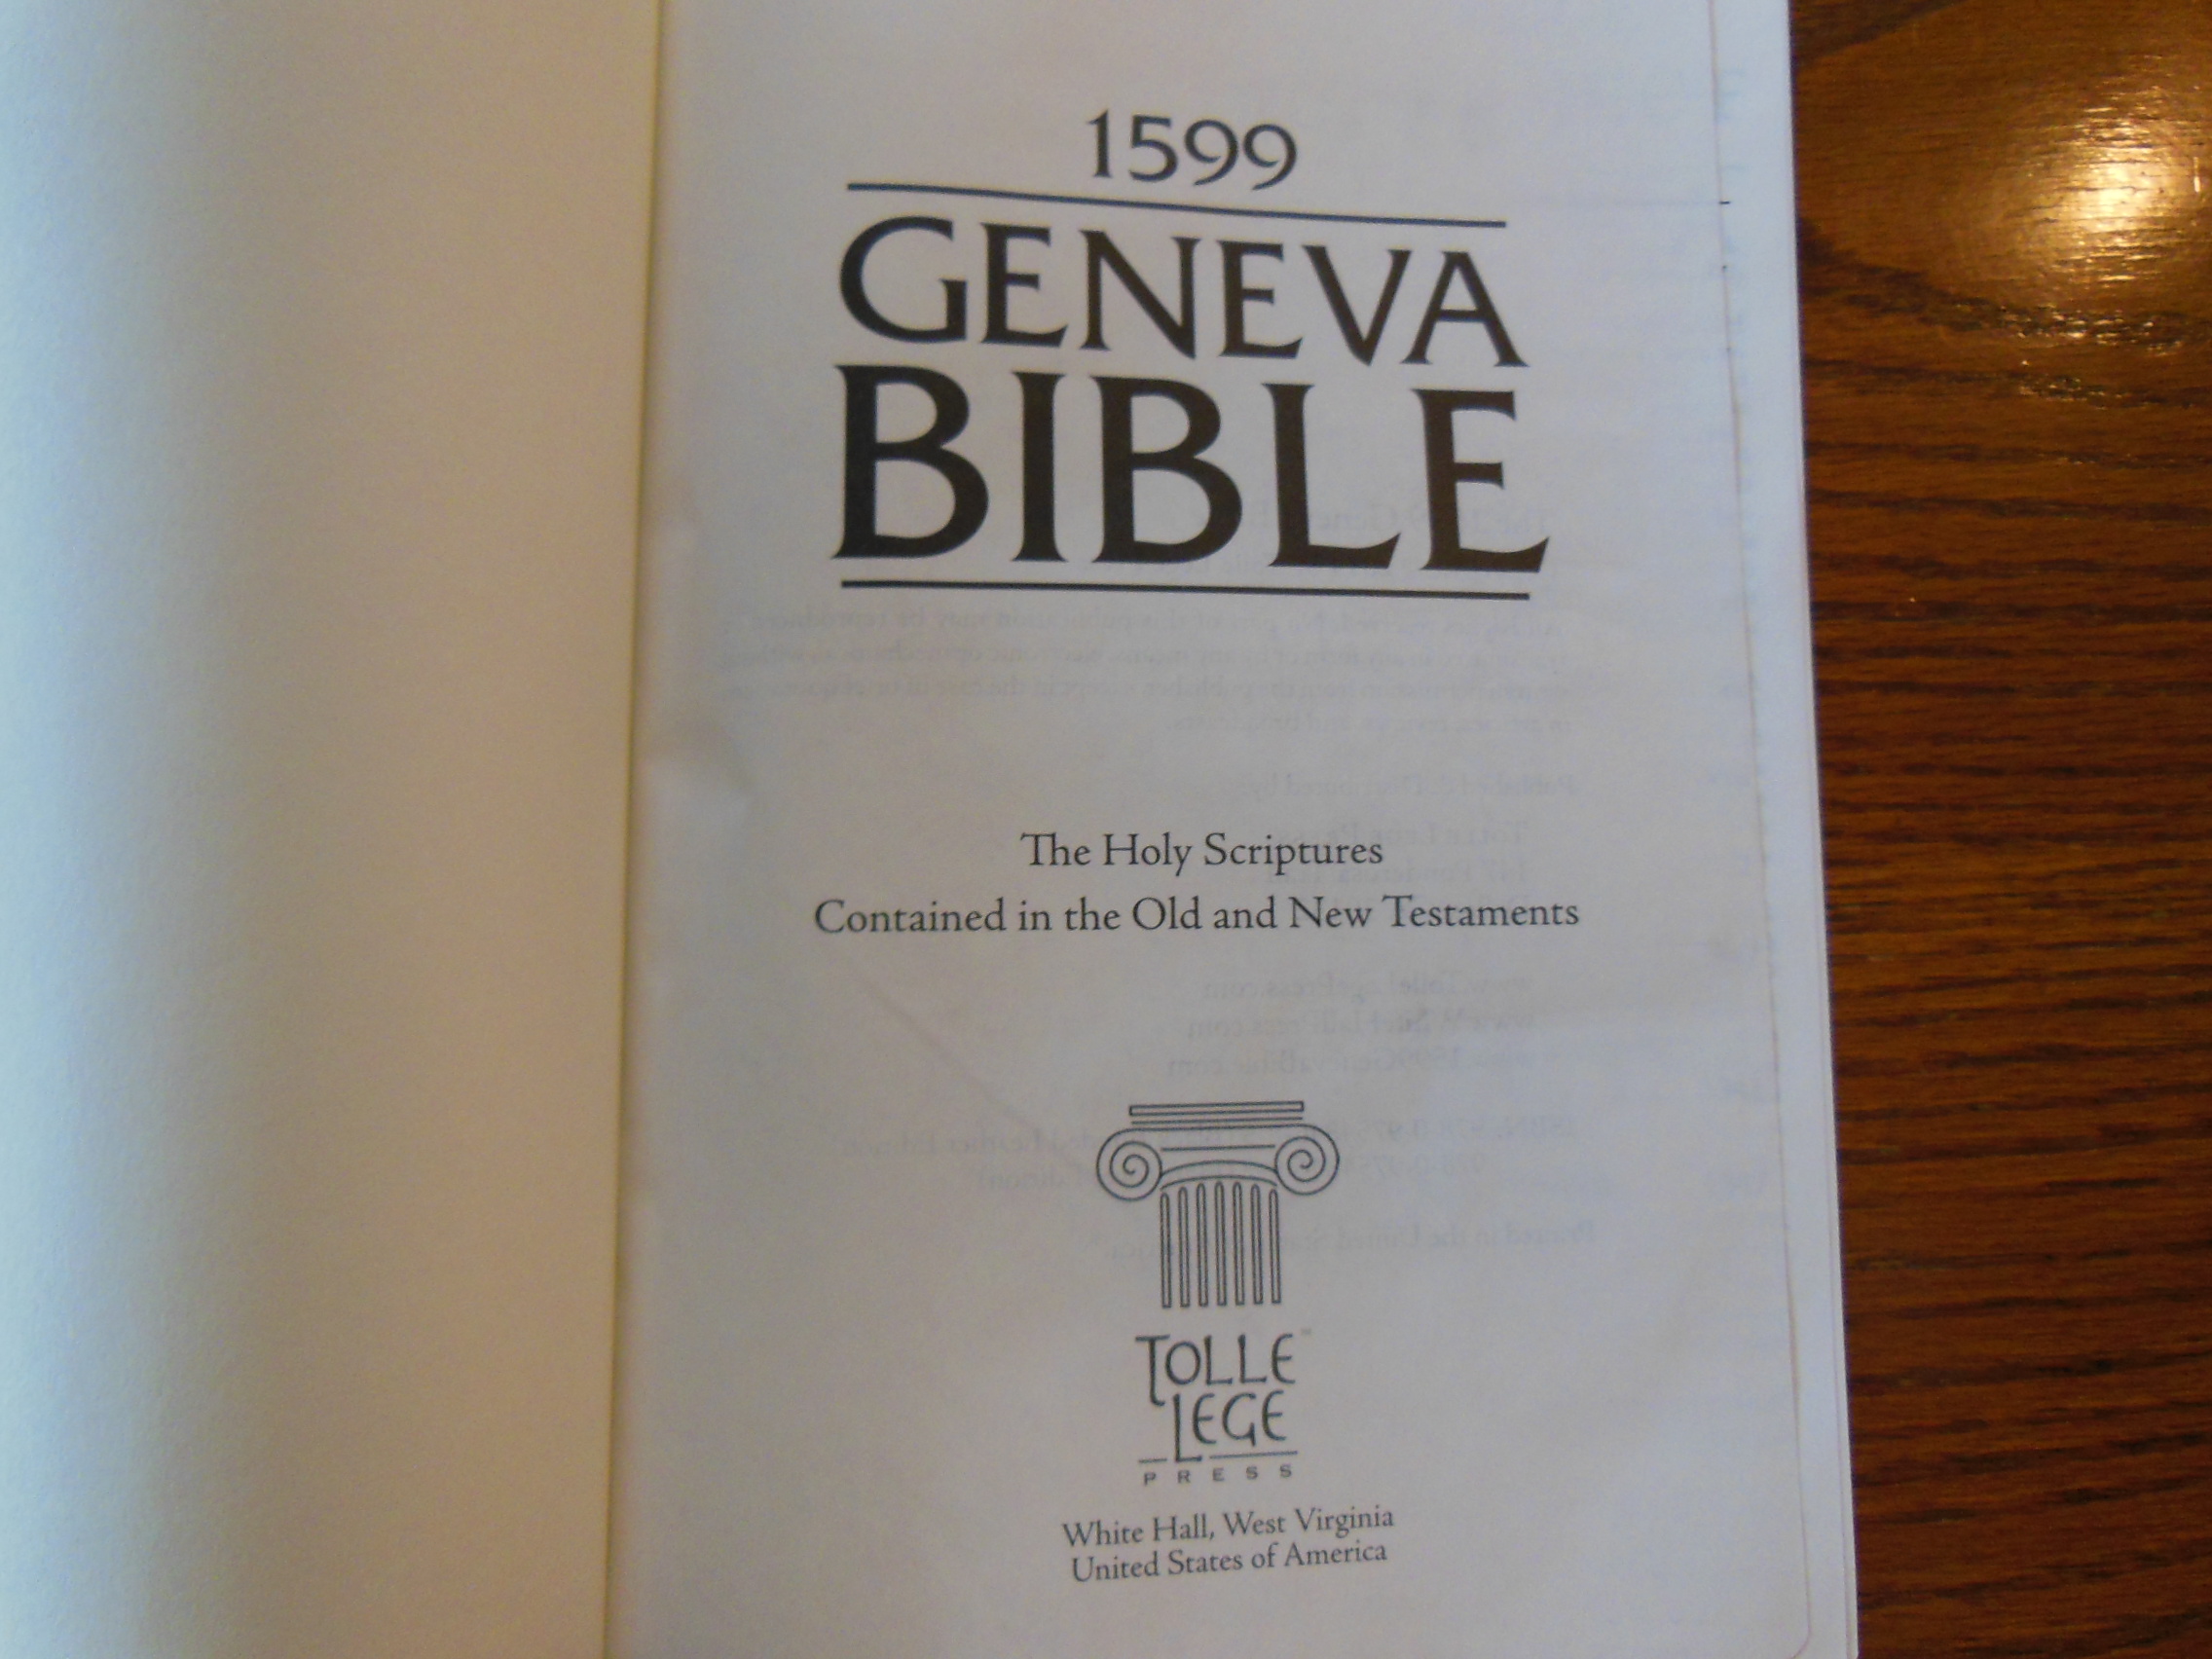 1599
GENEVA
BIBLE
The Holy Scriptures
Contained in the Old and New Testaments
TOLLE
LEGE
PRESS
White Hall, West Virginia
United States of America